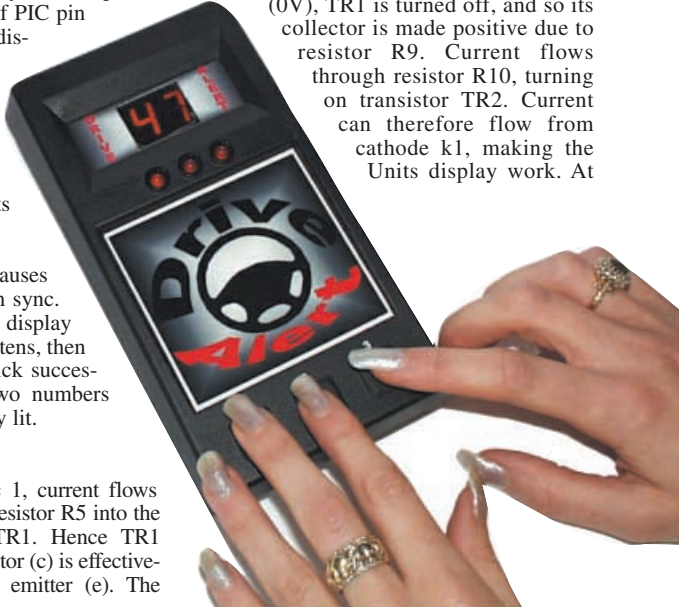 f PIC pin
dis-
ts
auses
n sync.
display
tens, then
ick succes-
wo numbers
y lit.
1, current flows
esistor R5 into the
TR1. Hence TR1
tor (c) is effective-
emitter (e). The
(0V), TR1 is turned off, and so its
collector is made positive due to
resistor R9. Current flows
through resistor R10, turning
on transistor TR2. Current
can therefore flow from
cathode k1, making the
Units display work. At
47
Drive
Alert